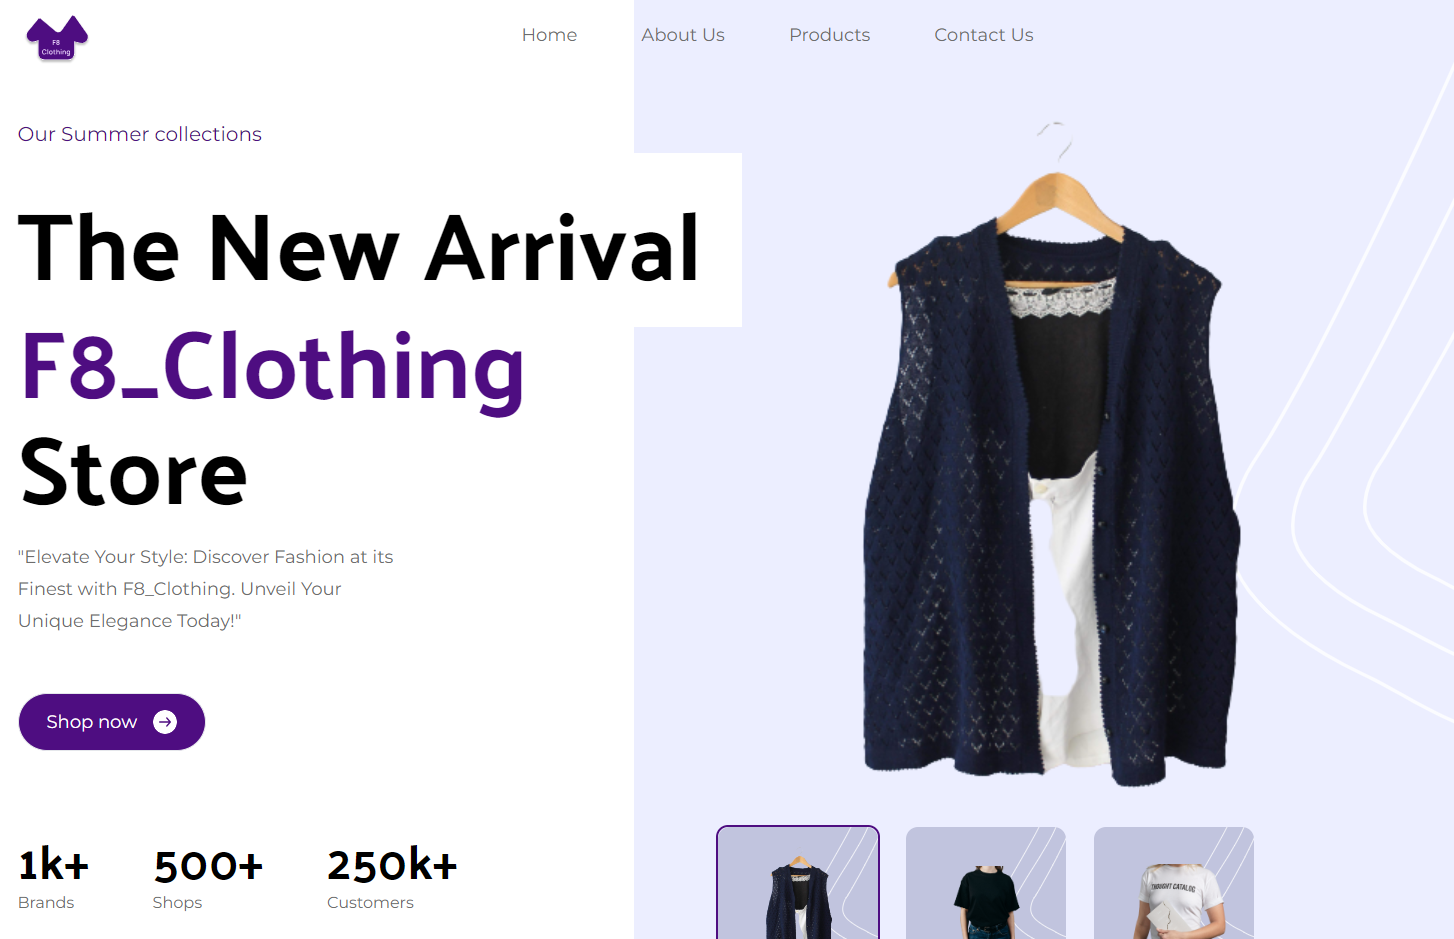 F8
Clothing
Home
About Us
Products
Contact Us
Our Summer collections
The New Arrival
F8_Clothing
Store
"Elevate Your Style: Discover Fashion at its
Finest with F8_Clothing. Unveil Your
Unique Elegance Today!"
Shop now
1k+
Brands
500+
Shops
250k+
Customers
THOUGHT CATALOG